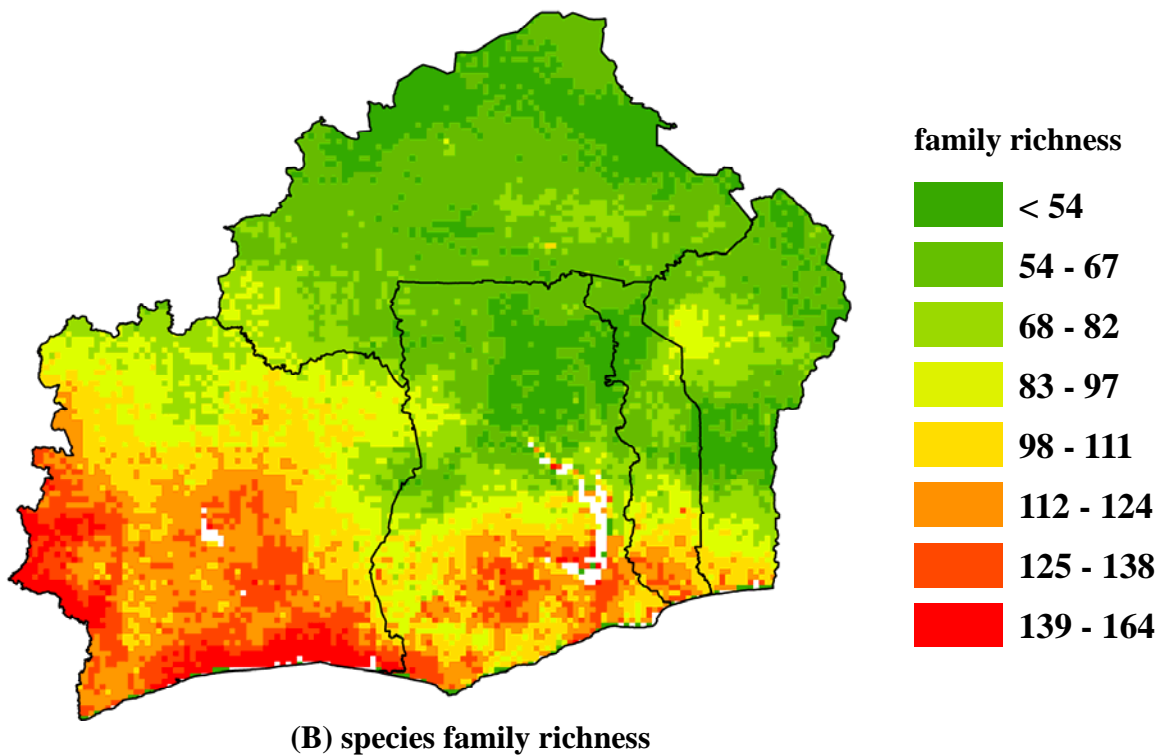 family richness
< 54
54 - 67
68 - 82
83 - 97
98 - 111
112 - 124
125 - 138
139 - 164
(B) species family richness